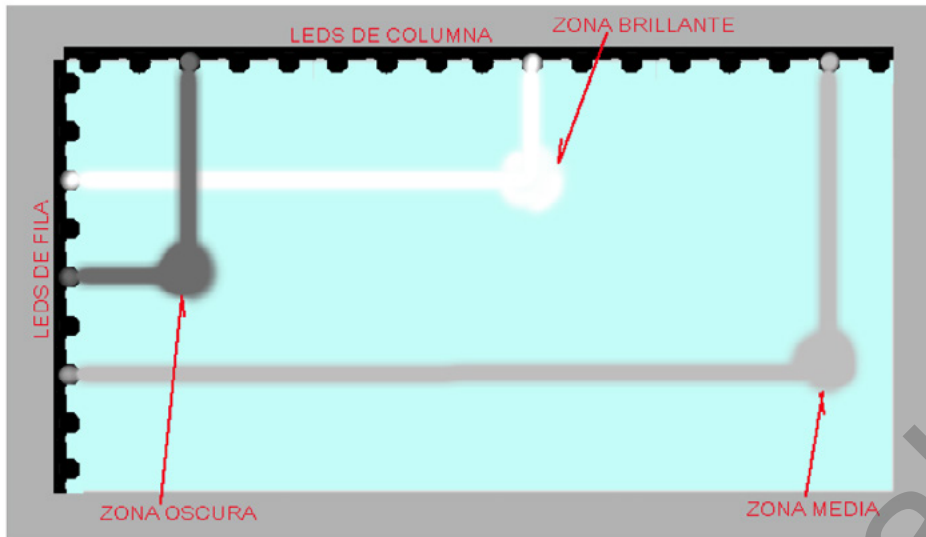 LEDS DE COLUMNA
ZONA BRILLANTE
LEDS DE FILA
ZONA OSCURA
ZONA MEDIA